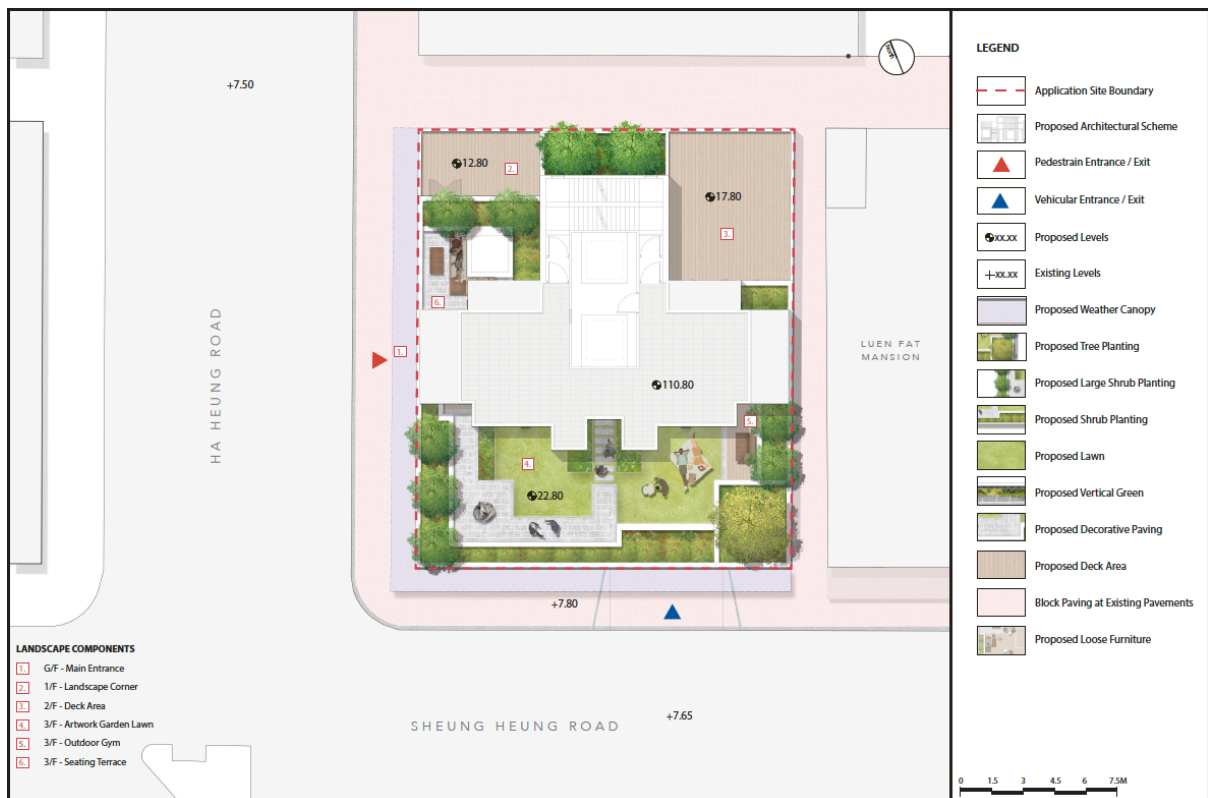 +7.50
North
12.80
2.
17.80
3.
6.
1.
HA HEUNG ROAD
LUEN FAT
MANSION
110.80
5.
4.
22.80
+7.80
SHEUNG HEUNG ROAD
+7.65
LANDSCAPE COMPONENTS
1. G/F - Main Entrance
2. 1/F - Landscape Corner
3. 2/F - Deck Area
4. 3/F - Artwork Garden Lawn
5. 3/F - Outdoor Gym
6. 3/F - Seating Terrace
LEGEND
Application Site Boundary
Proposed Architectural Scheme
Pedestrain Entrance / Exit
Vehicular Entrance / Exit
xx.xx Proposed Levels
+xx.xx Existing Levels
Proposed Weather Canopy
Proposed Tree Planting
Proposed Large Shrub Planting
Proposed Shrub Planting
Proposed Lawn
Proposed Vertical Green
Proposed Decorative Paving
Proposed Deck Area
Block Paving at Existing Pavements
Proposed Loose Furniture
0 1.5 3 4.5 6 7.5M